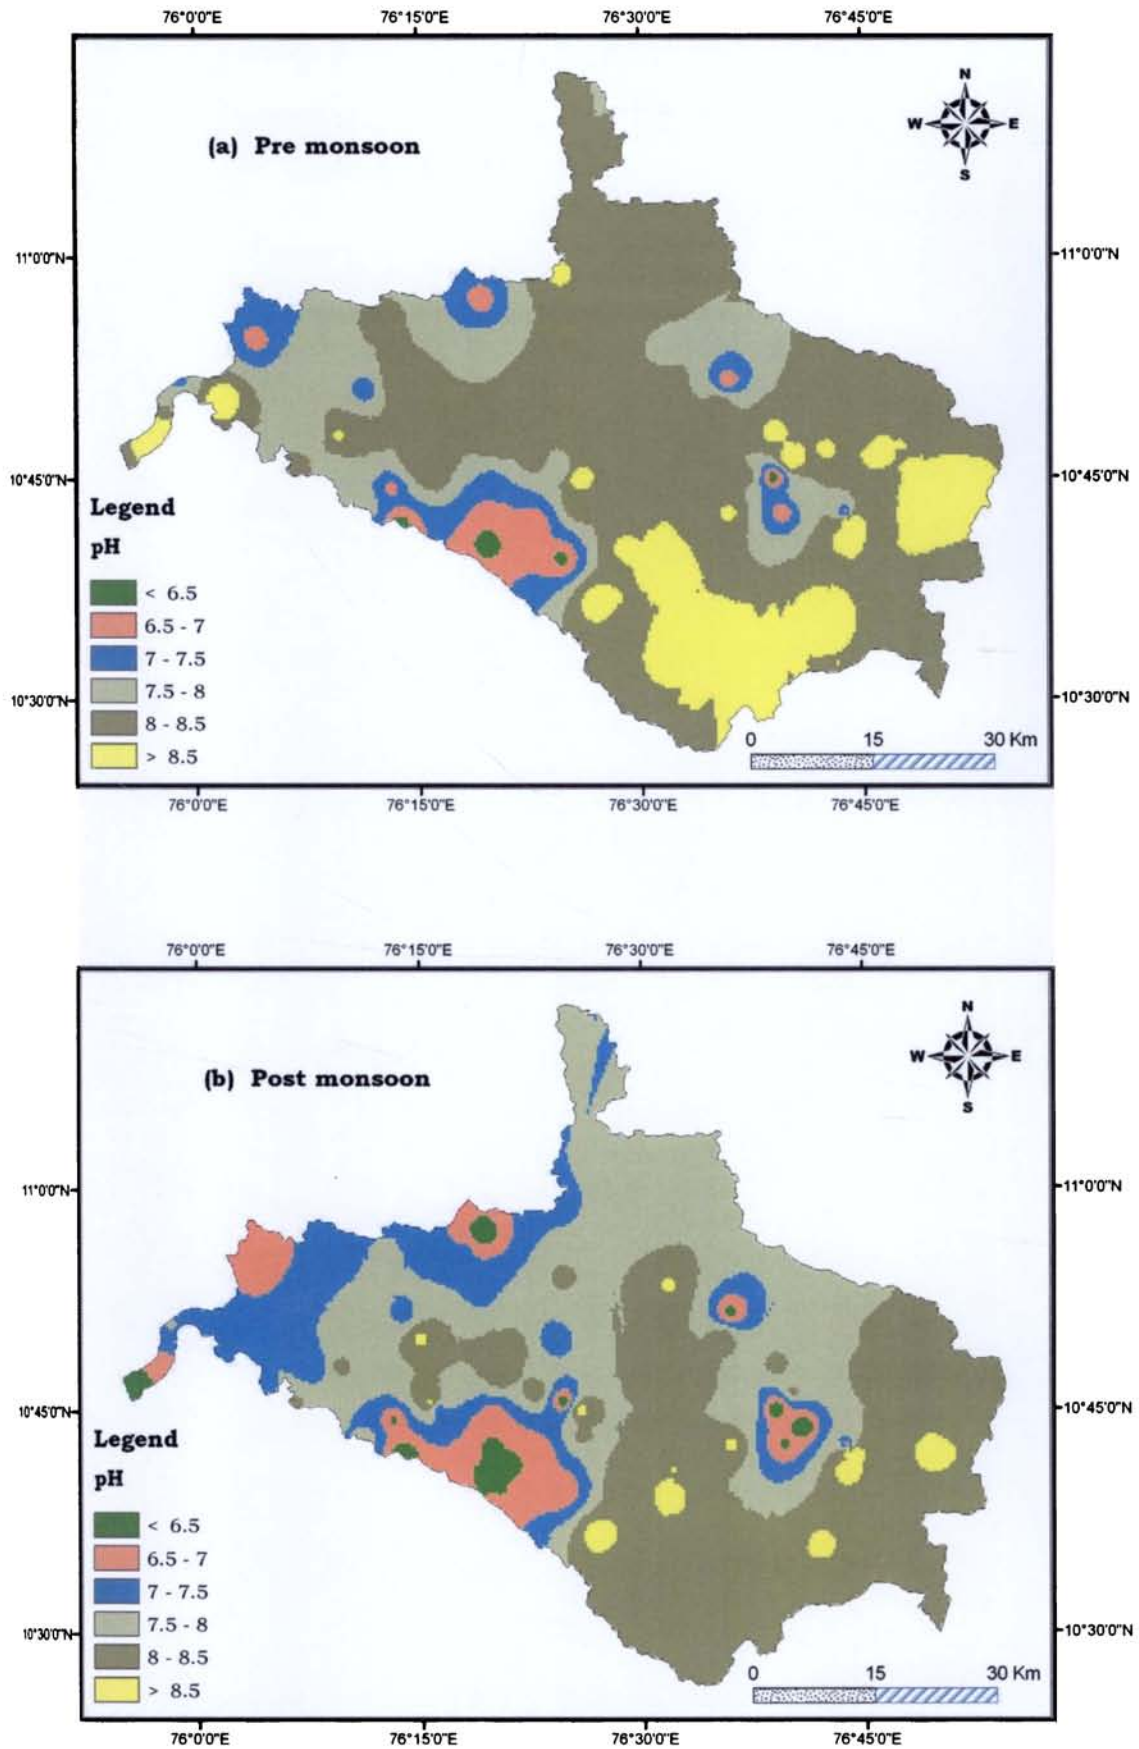 76°0'0"E 76°15'0"E 76°30'0"E 76°45'0"E
N
W E
S
(a) Pre monsoon
11°0'0"N 11°0'0"N
10°45'0"N 10°45'0"N
Legend
pH
< 6.5
6.5 - 7
7 - 7.5
7.5 - 8
8 - 8.5
> 8.5
10°30'0"N 10°30'0"N
0 15 30 Km
76°0'0"E 76°15'0"E 76°30'0"E 76°45'0"E
76°0'0"E 76°15'0"E 76°30'0"E 76°45'0"E
N
W E
S
(b) Post monsoon
11°0'0"N 11°0'0"N
10°45'0"N 10°45'0"N
Legend
pH
< 6.5
6.5 - 7
7 - 7.5
7.5 - 8
8 - 8.5
> 8.5
10°30'0"N 10°30'0"N
0 15 30 Km
76°0'0"E 76°15'0"E 76°30'0"E 76°45'0"E